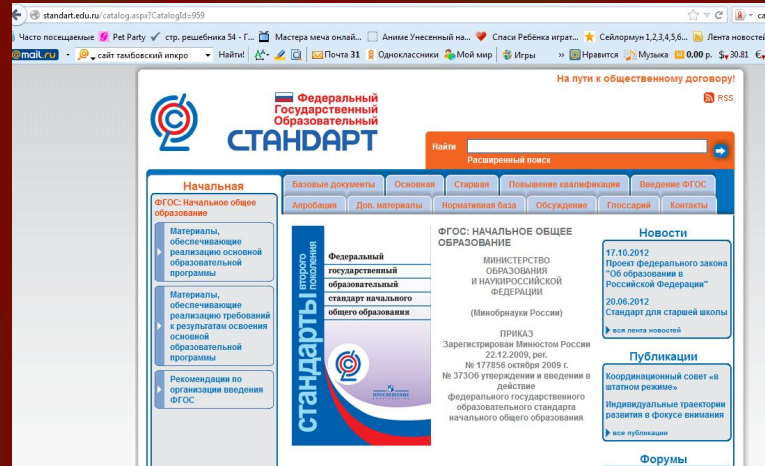 standart.edu.ru/catalog.aspx?CatalogId=959
Часто посещаемые Pet Party стр. решебника 54 - Г... Мастера меча онлай... Аниме Унесенный на... Спаси Ребёнка играт... Сейлормун 1,2,3,4,5,6... Лента новостей
@mail.ru сайт тамбовский ипкро Найти! Почта 31 Одноклассники Мой мир Игры » Нравится Музыка 0,00 р. $ 30.81 €
На пути к общественному договору!
RSS
Федеральный
Государственный
Образовательный
СТАНДАРТ
Найти
Расширенный поиск
Базовые документы Основная Старшая Повышение квалификации Введение ФГОС
Апробация Доп. материалы Нормативная база Обсуждение Глоссарий Контакты
Начальная
ФГОС: Начальное общее
образование
Материалы,
обеспечивающие
реализацию основной
образовательной
программы
Материалы,
обеспечивающие
реализацию требований
к результатам освоения
основной
образовательной
программы
Рекомендации по
организации введения
ФГОС
стандарты второго поколения
Федеральный
государственный
образовательный
стандарт начального
общего образования
ПРОСВЕЩЕНИЕ
ФГОС: НАЧАЛЬНОЕ ОБЩЕЕ
ОБРАЗОВАНИЕ
МИНИСТЕРСТВО
ОБРАЗОВАНИЯ
И НАУКИРОССИЙСКОЙ
ФЕДЕРАЦИИ
(Минобрнауки России)
ПРИКАЗ
Зарегистрирован Минюстом России
22.12.2009, рег.
№ 177856 октября 2009 г.
№ 373Об утверждении и введении в
действие
федерального государственного
образовательного стандарта
начального общего образования
Новости
17.10.2012
Проект федерального закона
"Об образовании в
Российской Федерации"
20.06.2012
Стандарт для старшей школы
вся лента новостей
Публикации
Координационный совет «в
штатном режиме»
Индивидуальные траектории
развития в фокусе внимания
все публикации
Форумы